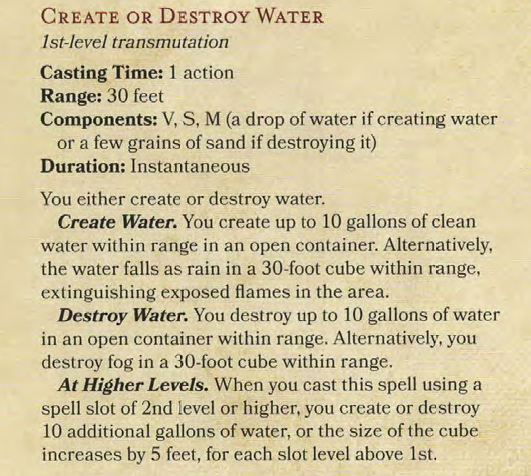 CREATE OR DESTROY WATER
1st-level transmutation
Casting Time: 1 action
Range: 30 feet
Components: V, S, M (a drop of water if creating water
or a few grains of sand if destroying it)
Duration: Instantaneous
You either create or destroy water.
Create Water. You create up to 10 gallons of clean
water within range in an open container. Alternatively,
the water falls as rain in a 30-foot cube within range,
extinguishing exposed flames in the area.
Destroy Water. You destroy up to 10 gallons of water
in an open container within range. Alternatively, you
destroy fog in a 30-foot cube within range.
At Higher Levels. When you cast this spell using a
spell slot of 2nd level or higher, you create or destroy
10 additional gallons of water, or the size of the cube
increases by 5 feet, for each slot level above 1st.